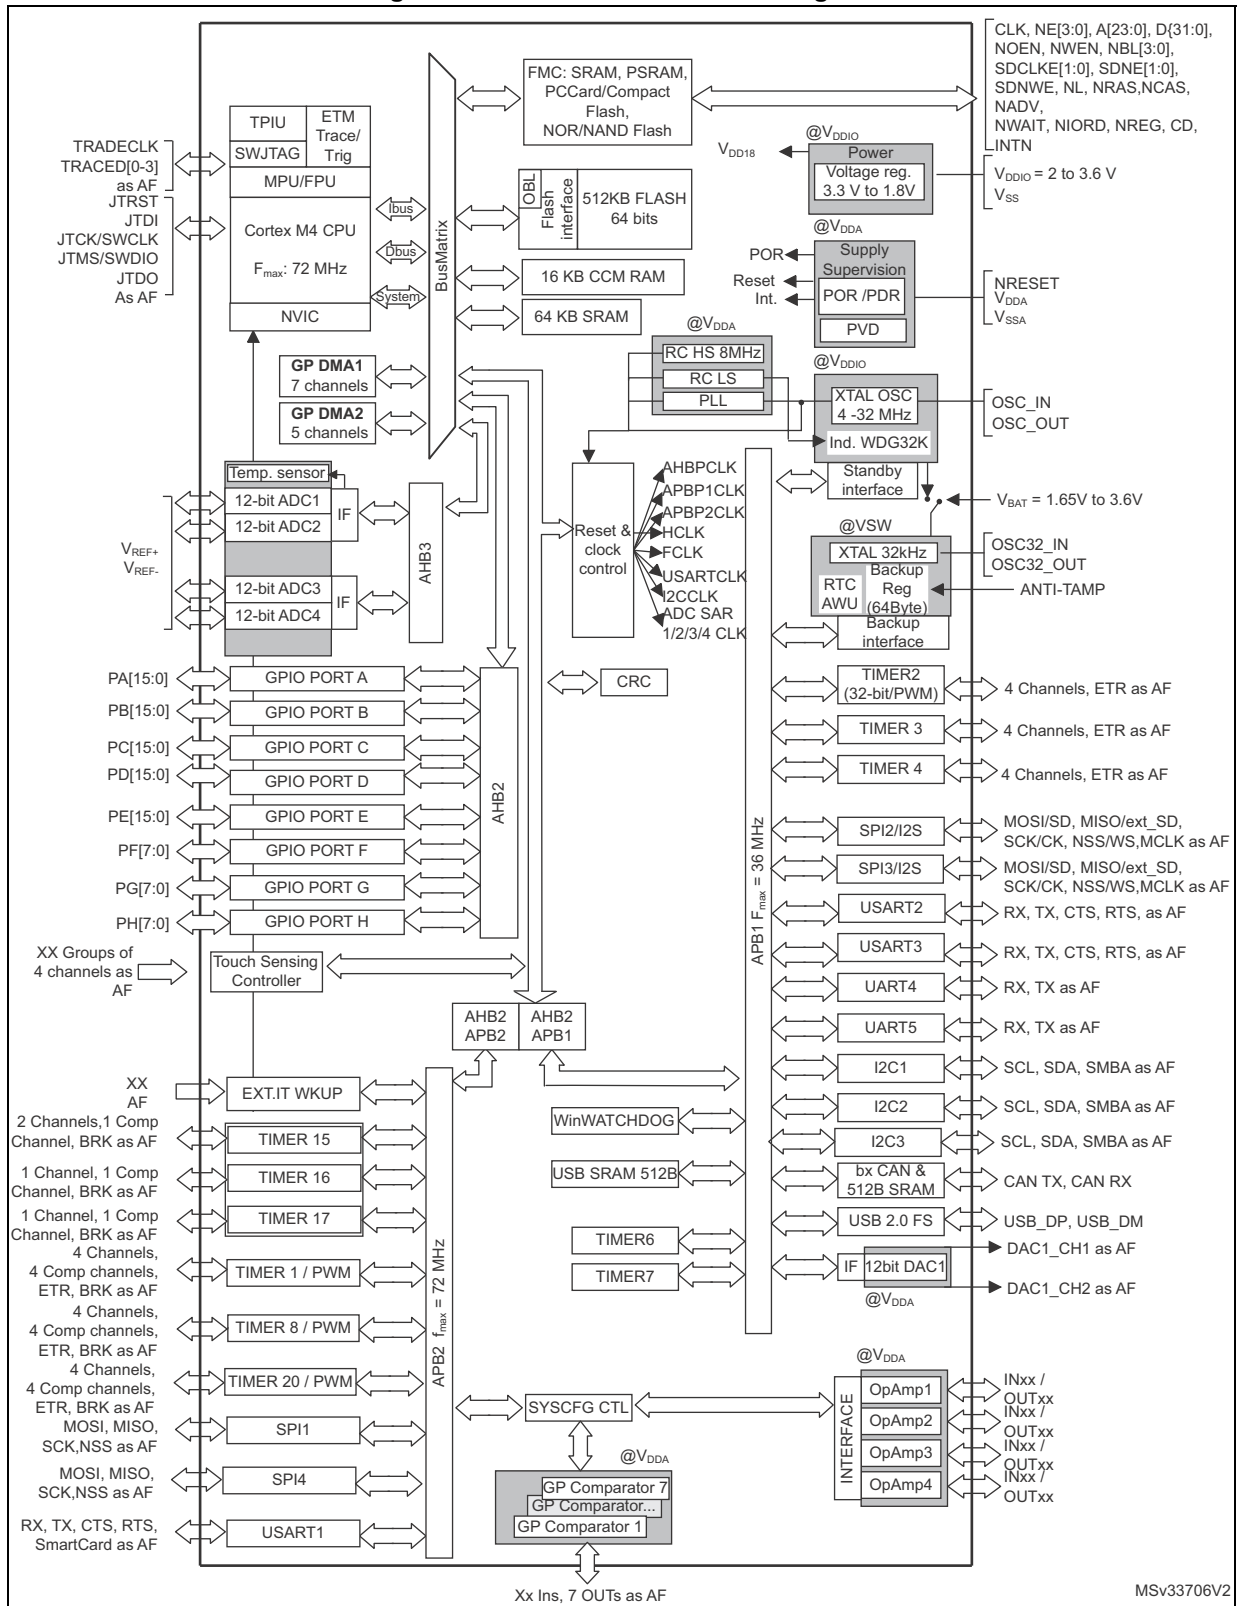 CLK, NE[3:0], A[23:0], D{31:0],
NOEN, NWEN, NBL[3:0],
SDCLKE[1:0], SDNE[1:0],
SDNWE, NL, NRAS,NCAS,
NADV,
NWAIT, NIORD, NREG, CD,
INTN
FMC: SRAM, PSRAM,
PCCard/Compact
Flash,
NOR/NAND Flash
TPIU
ETM
Trace/
Trig
SWJTAG
MPU/FPU
Cortex M4 CPU
Fmax: 72 MHz
NVIC
TRADECLK
TRACED[0-3]
as AF
JTRST
JTDI
JTCK/SWCLK
JTMS/SWDIO
JTDO
As AF
Ibus
Dbus
System
BusMatrix
OBL
Flash
interface
512KB FLASH
64 bits
16 KB CCM RAM
64 KB SRAM
@VDDIO
VDD18
Power
Voltage reg.
3.3 V to 1.8V
VDDIO = 2 to 3.6 V
VSS
@VDDA
POR
Reset
Int.
Supply
Supervision
POR /PDR
PVD
NRESET
VDDA
VSSA
@VDDA
RC HS 8MHz
RC LS
PLL
@VDDIO
XTAL OSC
4 -32 MHz
Ind. WDG32K
OSC_IN
OSC_OUT
Standby
interface
VBAT = 1.65V to 3.6V
@VSW
XTAL 32kHz
OSC32_IN
OSC32_OUT
RTC
AWU
Backup
Reg
(64Byte)
ANTI-TAMP
Backup
interface
GP DMA1
7 channels
GP DMA2
5 channels
Temp. sensor
12-bit ADC1
12-bit ADC2
IF
VREF+
VREF-
12-bit ADC3
12-bit ADC4
IF
AHB3
Reset &
clock
control
AHBPCLK
APBP1CLK
APBP2CLK
HCLK
FCLK
USARTCLK
I2CCLK
ADC SAR
1/2/3/4 CLK
CRC
PA[15:0]
GPIO PORT A
PB[15:0]
GPIO PORT B
PC[15:0]
GPIO PORT C
PD[15:0]
GPIO PORT D
PE[15:0]
GPIO PORT E
PF[7:0]
GPIO PORT F
PG[7:0]
GPIO PORT G
PH[7:0]
GPIO PORT H
AHB2
XX Groups of
4 channels as
AF
Touch Sensing
Controller
AHB2
APB2
AHB2
APB1
APB1 Fmax = 36 MHz
TIMER2
(32-bit/PWM)
4 Channels, ETR as AF
TIMER 3
4 Channels, ETR as AF
TIMER 4
4 Channels, ETR as AF
SPI2/I2S
MOSI/SD, MISO/ext_SD,
SCK/CK, NSS/WS,MCLK as AF
SPI3/I2S
MOSI/SD, MISO/ext_SD,
SCK/CK, NSS/WS,MCLK as AF
USART2
RX, TX, CTS, RTS, as AF
USART3
RX, TX, CTS, RTS, as AF
UART4
RX, TX as AF
UART5
RX, TX as AF
I2C1
SCL, SDA, SMBA as AF
I2C2
SCL, SDA, SMBA as AF
I2C3
SCL, SDA, SMBA as AF
bx CAN &
512B SRAM
CAN TX, CAN RX
USB 2.0 FS
USB_DP, USB_DM
IF
12bit DAC1
@VDDA
DAC1_CH1 as AF
DAC1_CH2 as AF
WinWATCHDOG
USB SRAM 512B
TIMER6
TIMER7
XX
AF
EXT.IT WKUP
2 Channels,1 Comp
Channel, BRK as AF
TIMER 15
1 Channel, 1 Comp
Channel, BRK as AF
TIMER 16
1 Channel, 1 Comp
Channel, BRK as AF
TIMER 17
4 Channels,
4 Comp channels,
ETR, BRK as AF
TIMER 1 / PWM
4 Channels,
4 Comp channels,
ETR, BRK as AF
TIMER 8 / PWM
4 Channels,
4 Comp channels,
ETR, BRK as AF
TIMER 20 / PWM
MOSI, MISO,
SCK,NSS as AF
SPI1
MOSI, MISO,
SCK,NSS as AF
SPI4
RX, TX, CTS, RTS,
SmartCard as AF
USART1
APB2 fmax = 72 MHz
SYSCFG CTL
@VDDA
GP Comparator 7
GP Comparator...
GP Comparator 1
Xx Ins, 7 OUTs as AF
@VDDA
INTERFACE
OpAmp1
INxx /
OUTxx
OpAmp2
INxx /
OUTxx
OpAmp3
INxx /
OUTxx
OpAmp4
INxx /
OUTxx
MSv33706V2